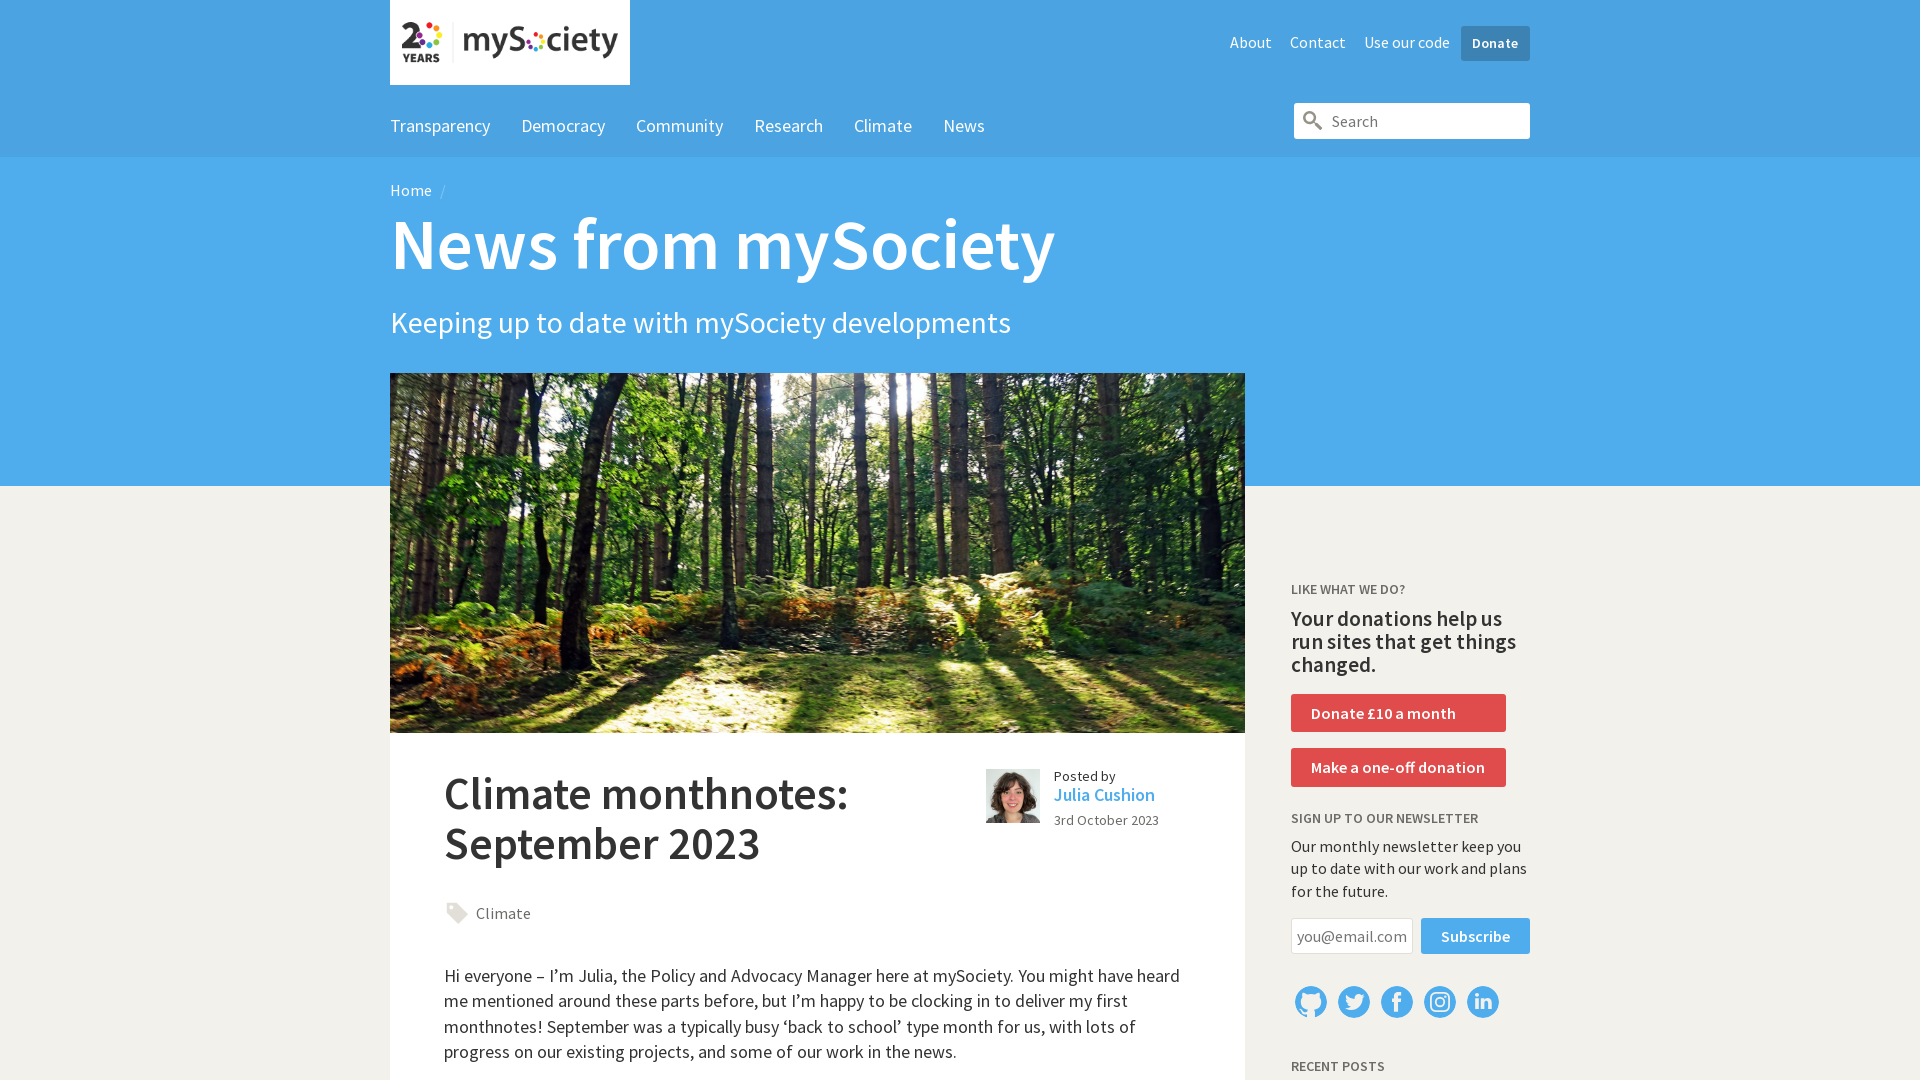 20 YEARS mySociety
About Contact Use our code Donate
Transparency Democracy Community Research Climate News
Search
Home /
News from mySociety
Keeping up to date with mySociety developments
Climate monthnotes:
September 2023
Posted by
Julia Cushion
3rd October 2023
Climate
Hi everyone – I’m Julia, the Policy and Advocacy Manager here at mySociety. You might have heard
me mentioned around these parts before, but I’m happy to be clocking in to deliver my first
monthnotes! September was a typically busy ‘back to school’ type month for us, with lots of
progress on our existing projects, and some of our work in the news.
LIKE WHAT WE DO?
Your donations help us
run sites that get things
changed.
Donate £10 a month
Make a one-off donation
SIGN UP TO OUR NEWSLETTER
Our monthly newsletter keep you
up to date with our work and plans
for the future.
you@email.com Subscribe
RECENT POSTS